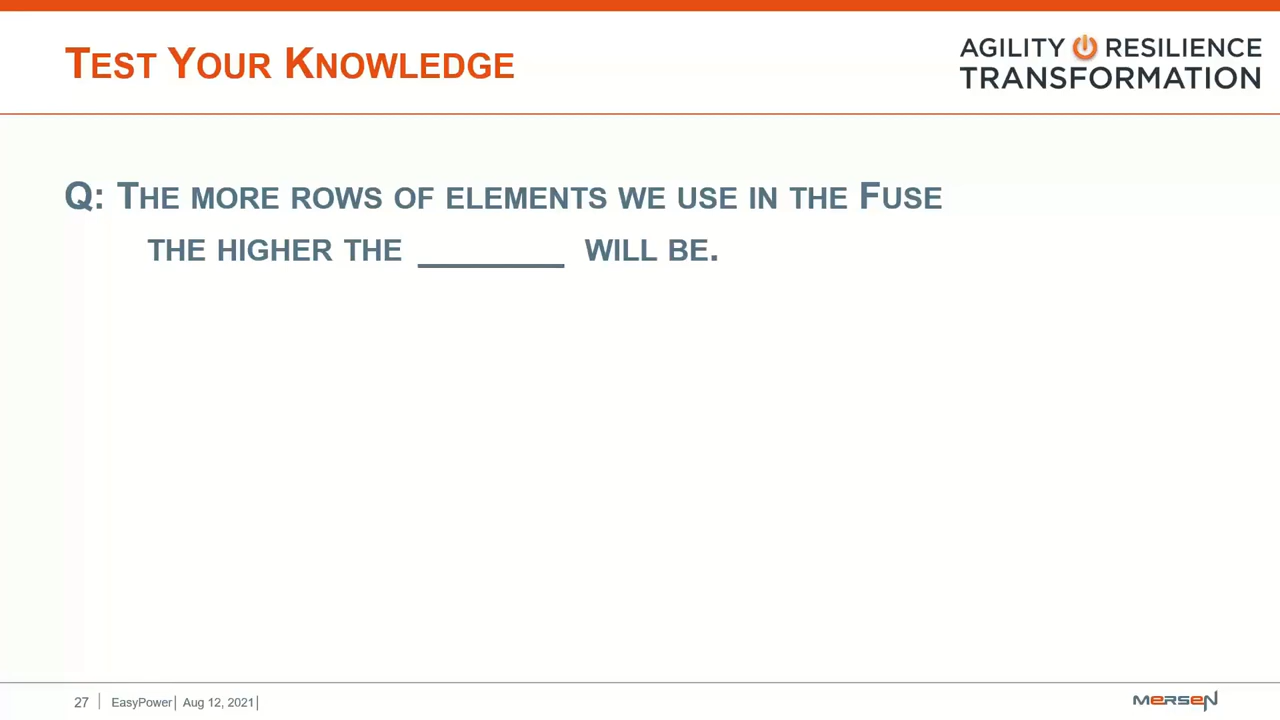 TEST YOUR KNOWLEDGE
AGILITY RESILIENCE
TRANSFORMATION
Q: THE MORE ROWS OF ELEMENTS WE USE IN THE FUSE
THE HIGHER THE ________ WILL BE.
27 | EasyPower| Aug 12, 2021|
MERSEN